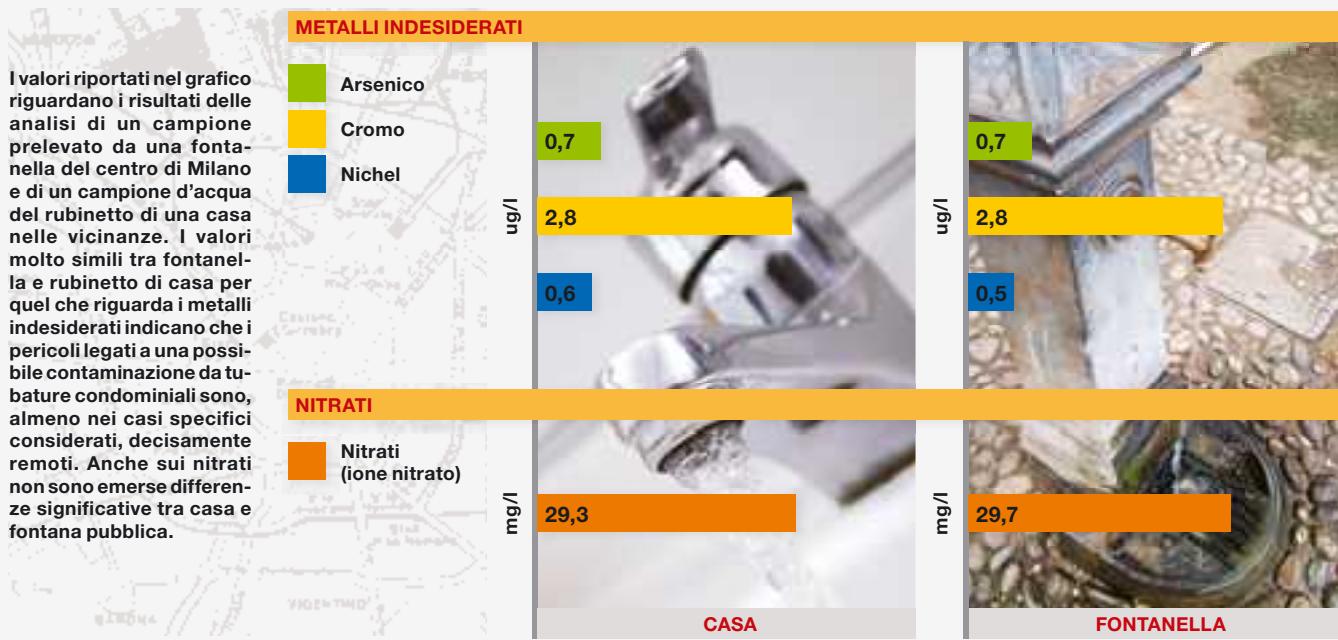 I valori riportati nel grafico
riguardano i risultati delle
analisi di un campione
prelevato da una fonta-
nella del centro di Milano
e di un campione d'acqua
del rubinetto di una casa
nelle vicinanze. I valori
molto simili tra fontanel-
la e rubinetto di casa per
quel che riguarda i metalli
indesiderati indicano che i
pericoli legati a una possi-
bile contaminazione da tu-
bature condominiali sono,
almeno nei casi specifici
considerati, decisamente
remoti. Anche sui nitrati
non sono emerse differen-
ze significative tra casa e
fontana pubblica.
METALLI INDESIDERATI
Arsenico
Cromo
Nichel
ug/l
0,7
2,8
0,6
ug/l
0,7
2,8
0,5
NITRATI
Nitrati
(ione nitrato)
mg/l
29,3
mg/l
29,7
CASA
FONTANELLA
VIGENTINO